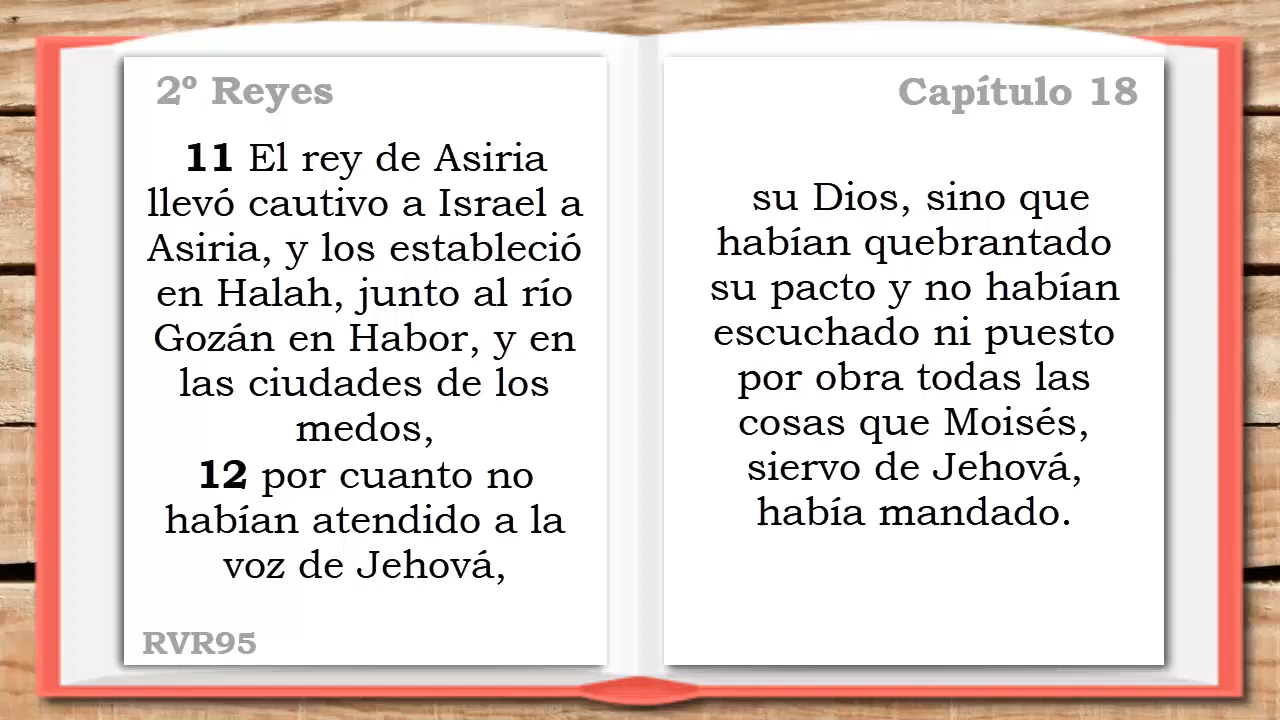 2º Reyes
11 El rey de Asiria
llevó cautivo a Israel a
Asiria, y los estableció
en Halah, junto al río
Gozán en Habor, y en
las ciudades de los
medos,
12 por cuanto no
habían atendido a la
voz de Jehová,
RVR95
Capítulo 18
su Dios, sino que
habían quebrantado
su pacto y no habían
escuchado ni puesto
por obra todas las
cosas que Moisés,
siervo de Jehová,
había mandado.